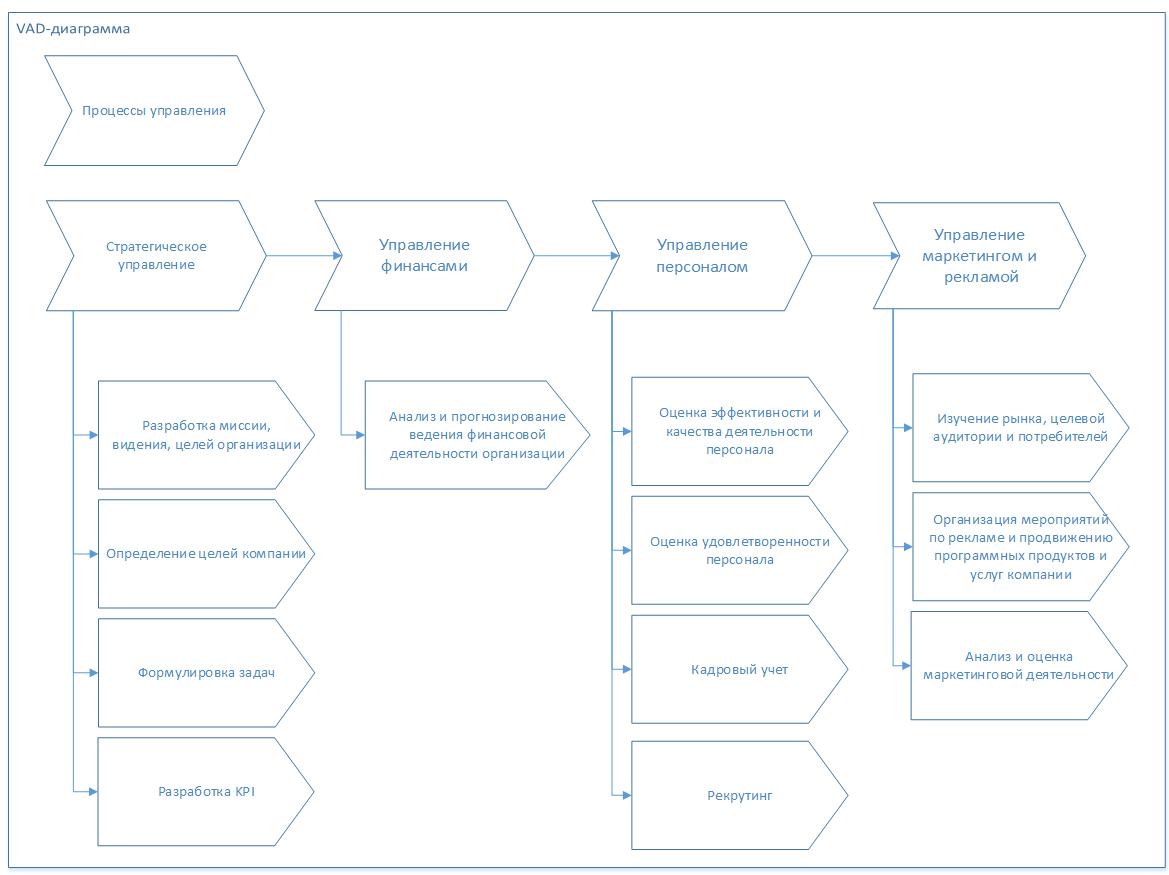 VAD-диаграмма
Процессы управления
Стратегическое
управление
Управление
финансами
Управление
персоналом
Управление
маркетингом и
рекламой
Разработка миссии,
видения, целей организации
Определение целей компании
Формулировка задач
Разработка KPI
Анализ и прогнозирование
ведения финансовой
деятельности организации
Оценка эффективности и
качества деятельности
персонала
Оценка удовлетворенности
персонала
Кадровый учет
Рекрутинг
Изучение рынка, целевой
аудитории и потребителей
Организация мероприятий
по рекламе и продвижению
программных продуктов и
услуг компании
Анализ и оценка
маркетинговой деятельности